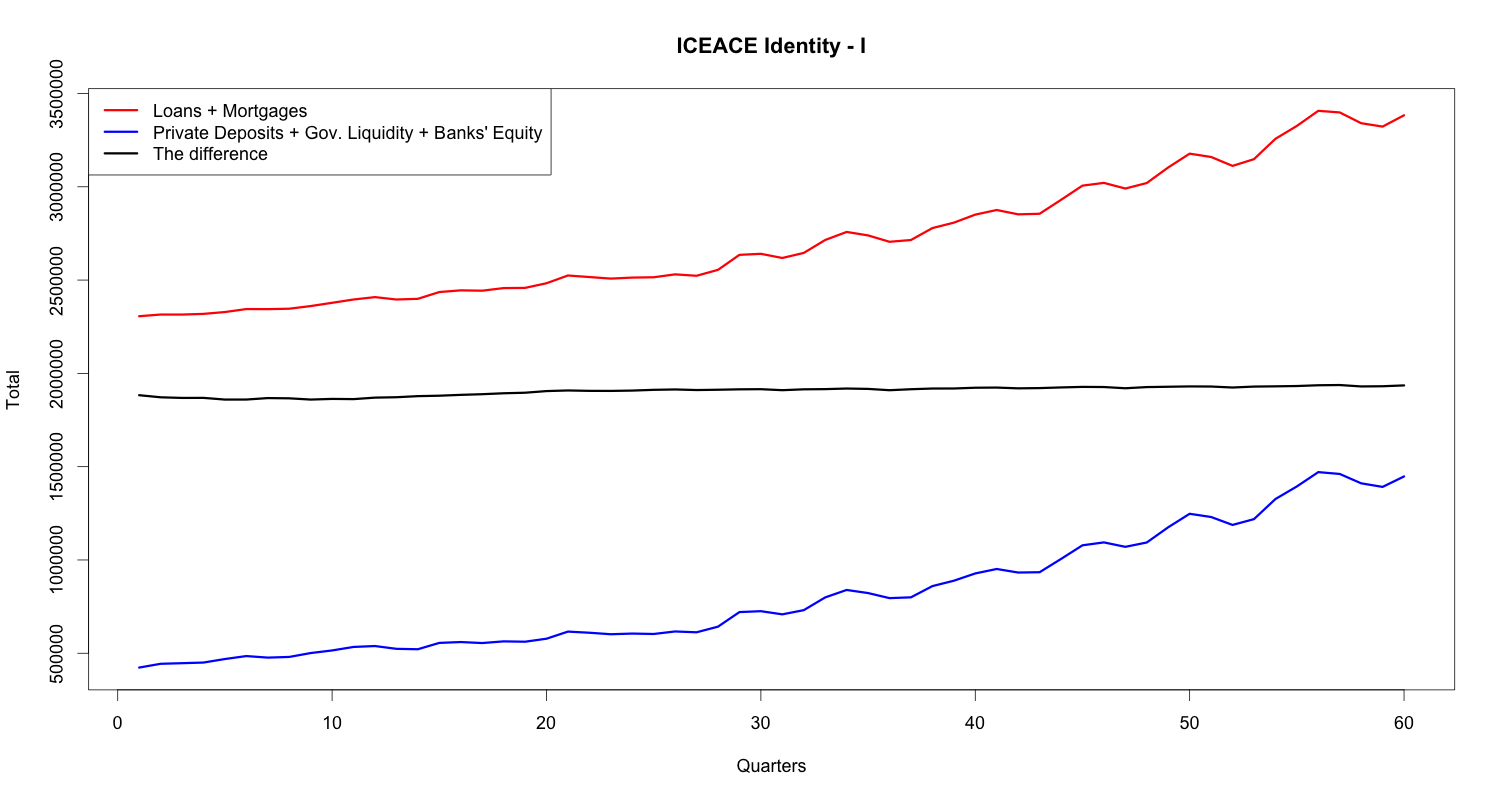 ICEACE Identity - I
Loans + Mortgages
Private Deposits + Gov. Liquidity + Banks' Equity
The difference
Total
3500000
3000000
2500000
2000000
1500000
1000000
500000
0 10 20 30 40 50 60
Quarters